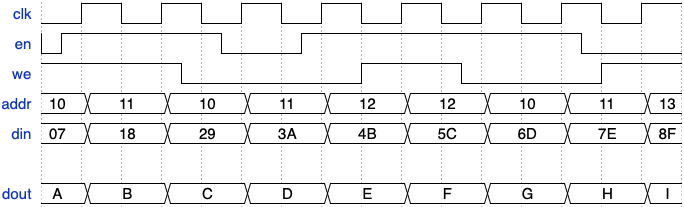 clk
en
we
addr 10 11 10 11 12 12 10 11 13
din 07 18 29 3A 4B 5C 6D 7E 8F
dout A B C D E F G H I